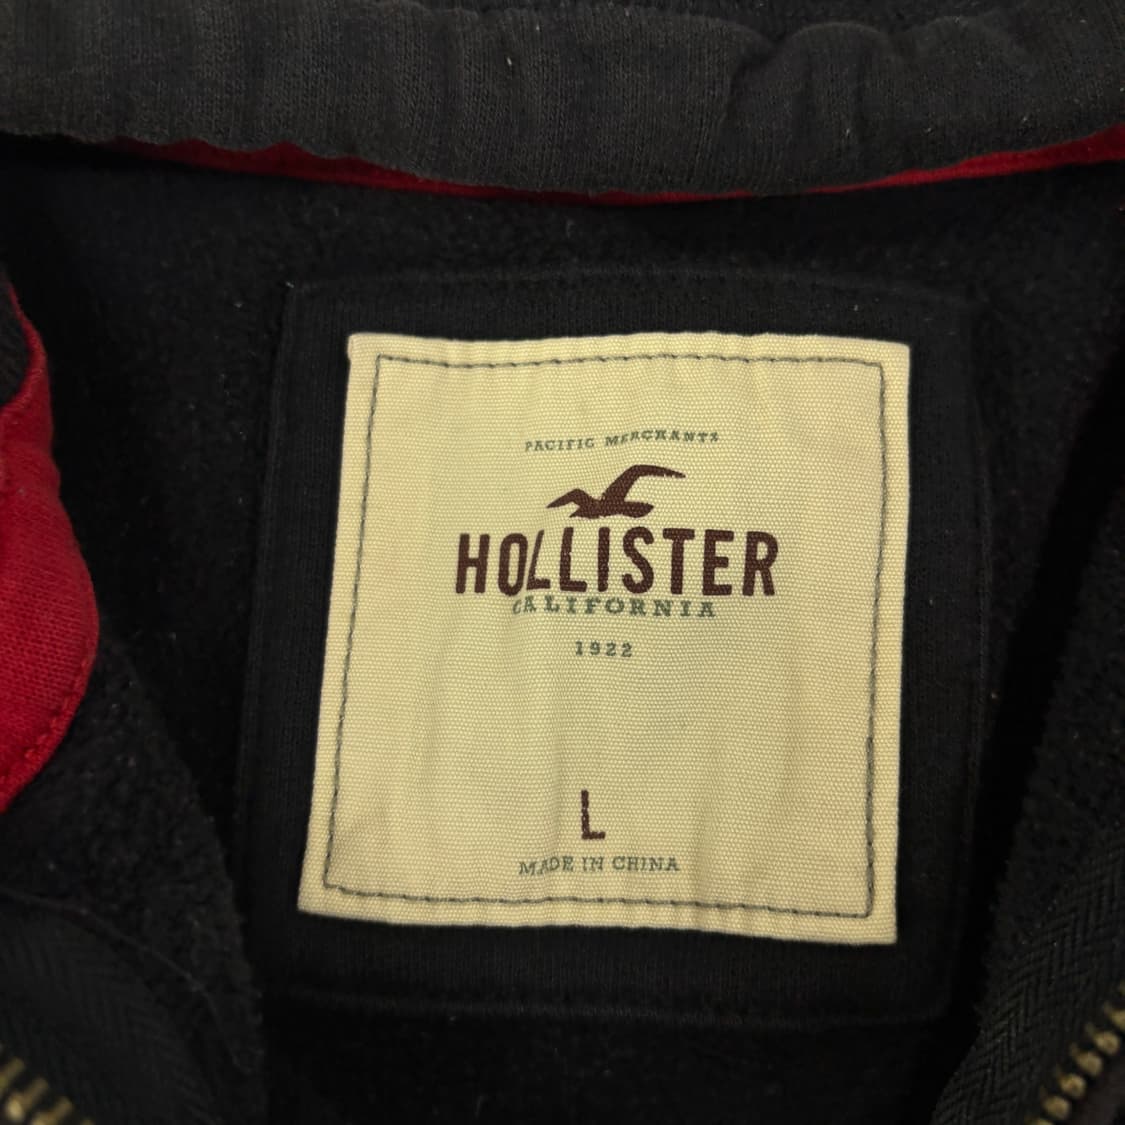 PACIFIC MERCHANTS
HOLLISTER
CALIFORNIA
1922
L
MADE IN CHINA